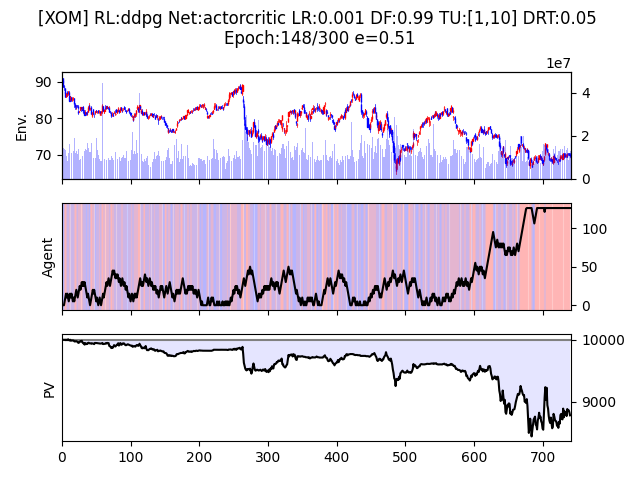 [XOM] RL:ddpg Net:actorcritic LR:0.001 DF:0.99 TU:[1,10] DRT:0.05
Epoch:148/300 e=0.51
1e7
Env.
90
80
70
4
2
0
Agent
100
50
0
PV
10000
9000
0 100 200 300 400 500 600 700